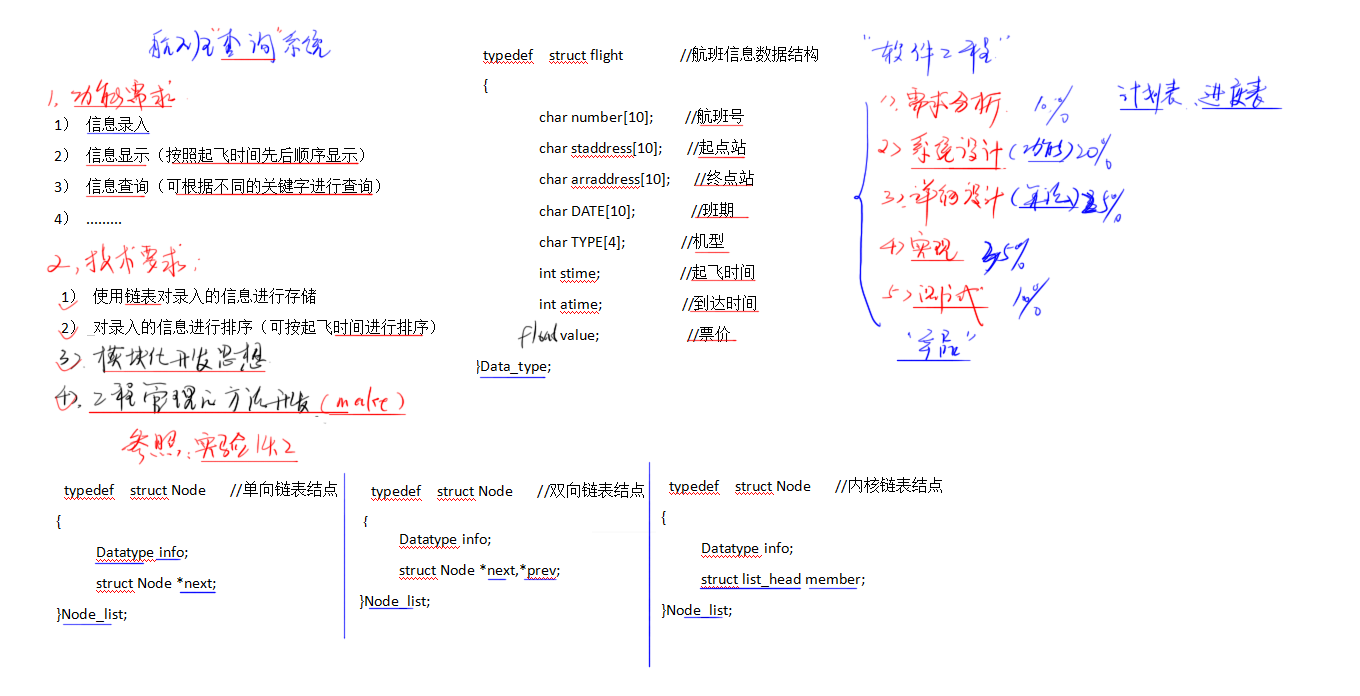 航班"查询"系统
1、功能需求
1) 信息录入
2) 信息显示（按照起飞时间先后顺序显示）
3) 信息查询（可根据不同的关键字进行查询）
4) .........
2、技术要求：
1) 使用链表对录入的信息进行存储
2) 对录入的信息进行排序（可按起飞时间进行排序）
3）模块化开发思想
4）、工程管理的方法开发（make）
参照：实验14.2
typedef struct flight //航班信息数据结构
{
char number[10]; //航班号
char staddress[10]; //起点站
char arraddress[10]; //终点站
char DATE[10]; //班期
char TYPE[4]; //机型
int stime; //起飞时间
int atime; //到达时间
float value; //票价
}Data_type;
"软件工程"
1>、需求分析 10% 计划表、进度表
2>系统设计(功能)20%
3>详细设计(算法)25%
4>实现 35%
5>测试 10%
"产品"
typedef struct Node //单向链表结点
{
Datatype info;
struct Node *next;
}Node_list;
typedef struct Node //双向链表结点
{
Datatype info;
struct Node *next,*prev;
}Node_list;
typedef struct Node //内核链表结点
{
Datatype info;
struct list_head member;
}Node_list;